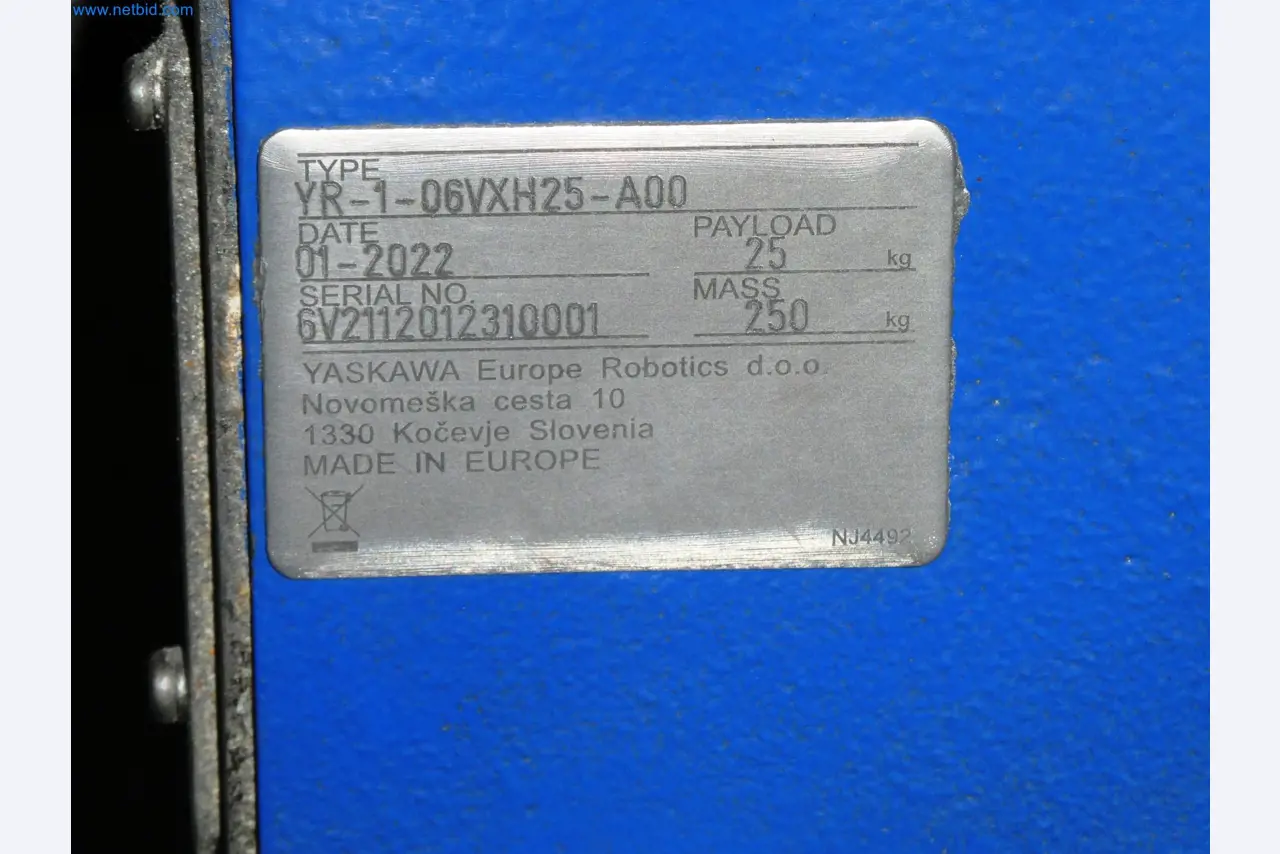 www.netbid.com
TYPE
YR-1-06VXH25-A00
DATE PAYLOAD
01-2022 25 kg
SERIAL NO. MASS
6V2112012310001 250 kg
YASKAWA Europe Robotics d.o.o.
Novomeška cesta 10
1330 Kočevje Slovenia
MADE IN EUROPE
NJ4492